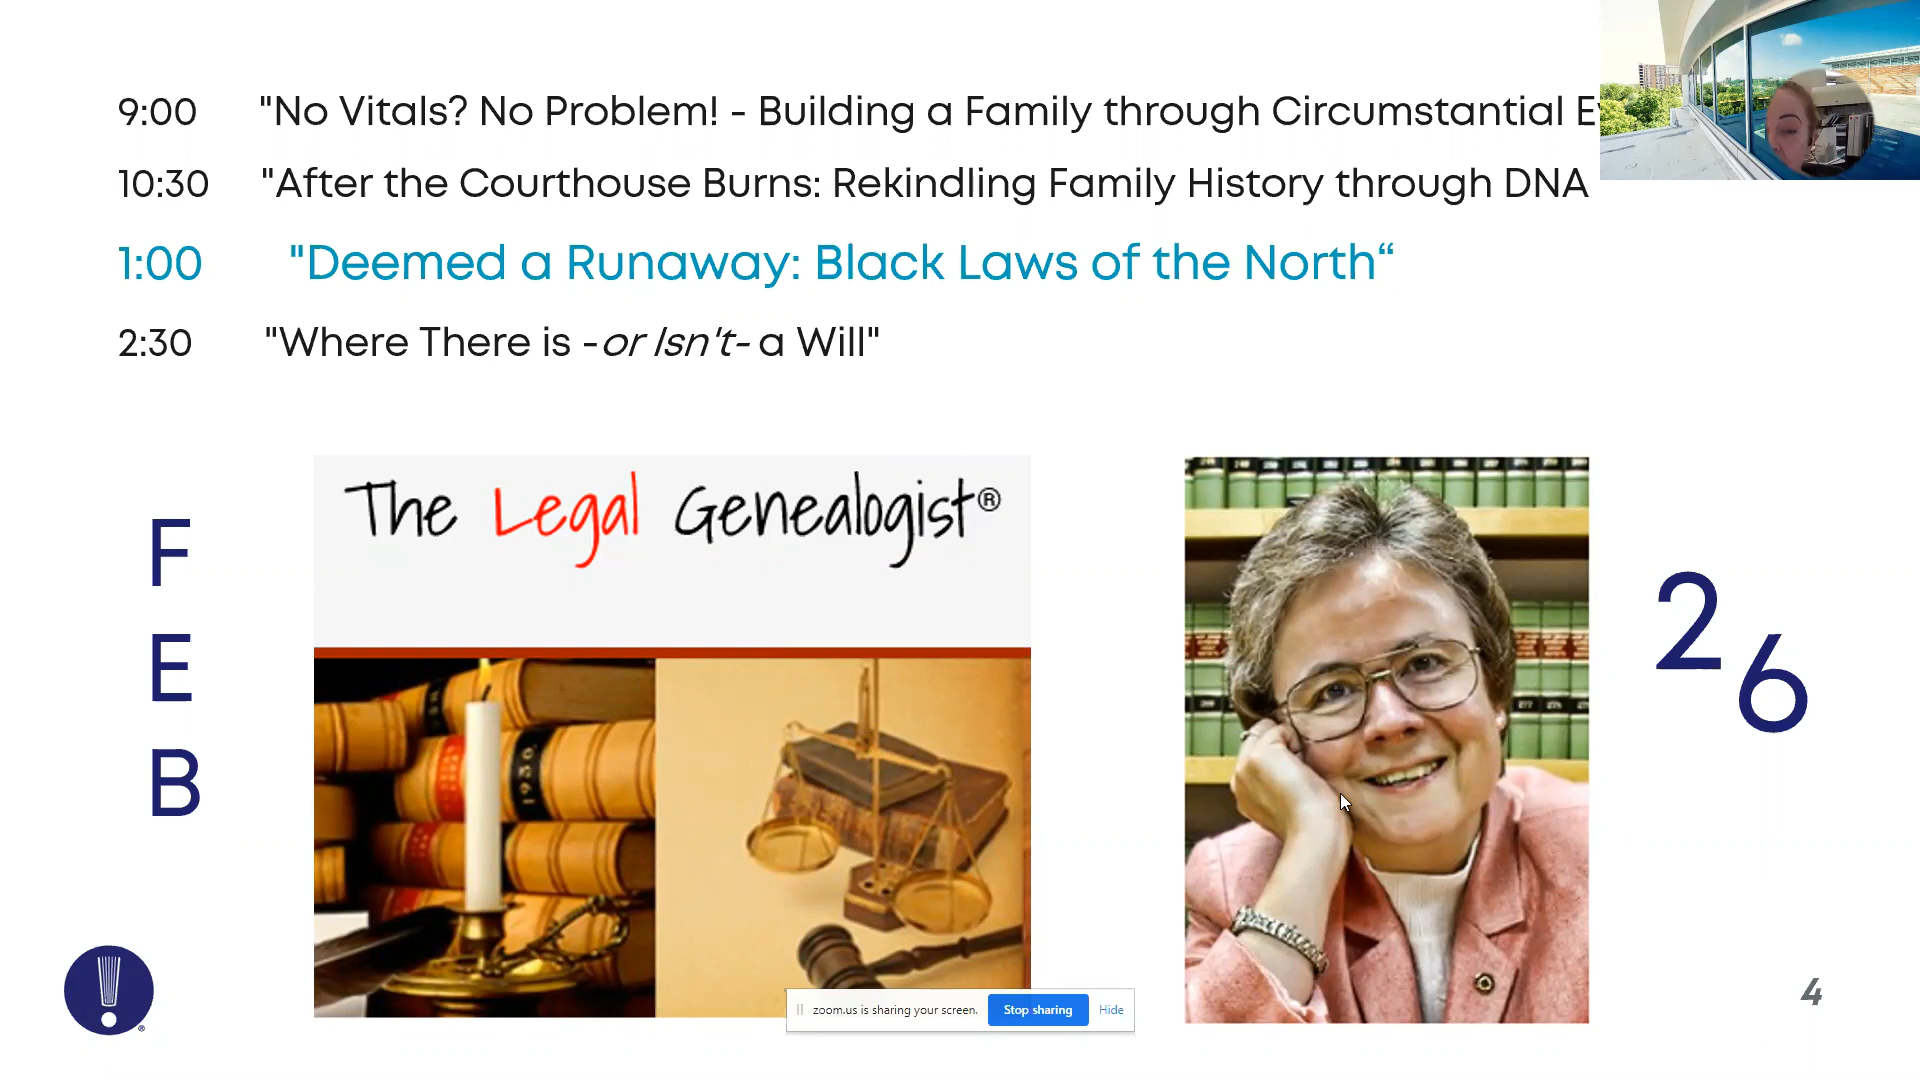 9:00 "No Vitals? No Problem! - Building a Family through Circumstantial
10:30 "After the Courthouse Burns: Rekindling Family History through DNA
1:00 "Deemed a Runaway: Black Laws of the North“
2:30 "Where There is -or Isn't- a Will"
The Legal Genealogist®
F
E
B
26
1930
zoom.us is sharing your screen. Stop sharing Hide
4